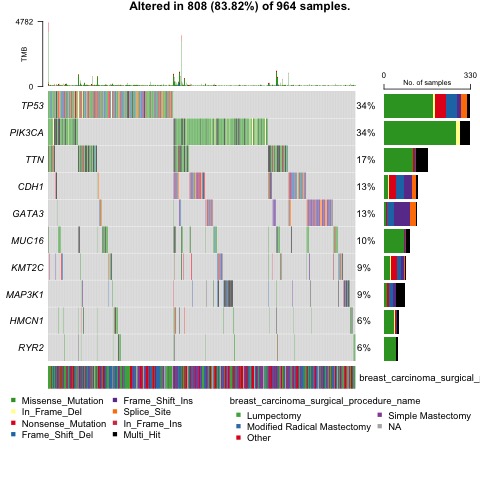 Altered in 808 (83.82%) of 964 samples.
4782
TMB
0
0 330
No. of samples
TP53 34%
PIK3CA 34%
TTN 17%
CDH1 13%
GATA3 13%
MUC16 10%
KMT2C 9%
MAP3K1 9%
HMCN1 6%
RYR2 6%
breast_carcinoma_surgical_
Missense_Mutation
In_Frame_Del
Nonsense_Mutation
Frame_Shift_Del
Frame_Shift_Ins
Splice_Site
In_Frame_Ins
Multi_Hit
breast_carcinoma_surgical_procedure_name
Lumpectomy
Modified Radical Mastectomy
Other
Simple Mastectomy
NA